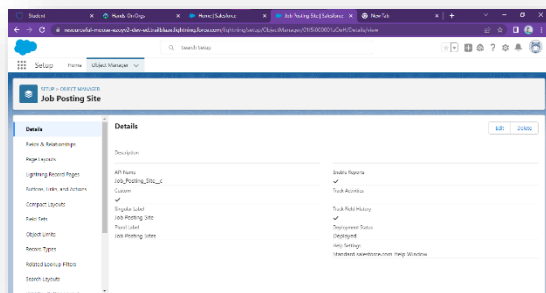 Student
Hands On Orgs
Home | Salesforce
Job Posting Site | Salesforce
New Tab
Search Setup
Setup
Home
Object Manager
SETUP > OBJECT MANAGER
Job Posting Site
Details
Fields & Relationships
Page Layouts
Lightning Record Pages
Buttons, Links, and Actions
Compact Layouts
Field Sets
Object Limits
Record Types
Related Lookup Filters
Search Layouts
Details
Edit
Delete
Description
API Name
Job_Posting_Site__c
Custom
Singular Label
Job Posting Site
Plural Label
Job Posting Sites
Enable Reports
Track Activities
Track Field History
Deployment Status
Deployed
Help Settings
Standard salesforce.com Help Window